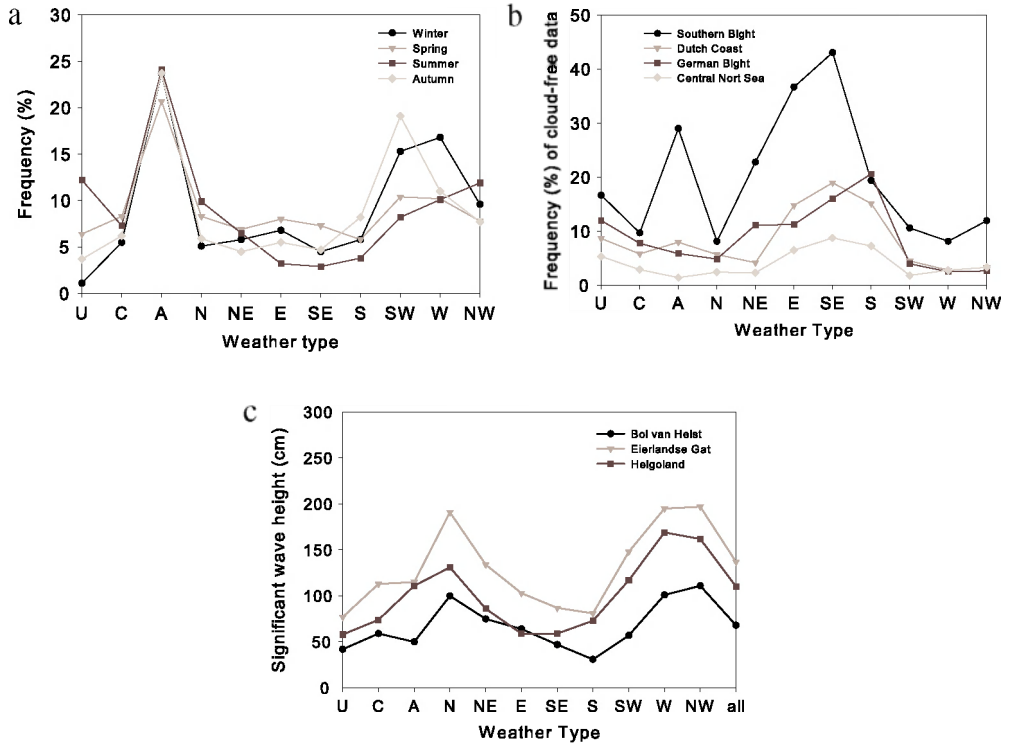 a
30
25
20
15
10
5
0
Frequency (%)
Winter
Spring
Summer
Autumn
U C A N NE E SE S SW W NW
Weather type
b
50
40
30
20
10
0
Frequency (%) of cloud-free data
Southern Bight
Dutch Coast
German Bight
Central Nort Sea
U C A N NE E SE S SW W NW
Weather Type
c
300
250
200
150
100
50
0
Significant wave height (cm)
Bol van Helst
Eierlandse Gat
Helgoland
U C A N NE E SE S SW W NW all
Weather Type